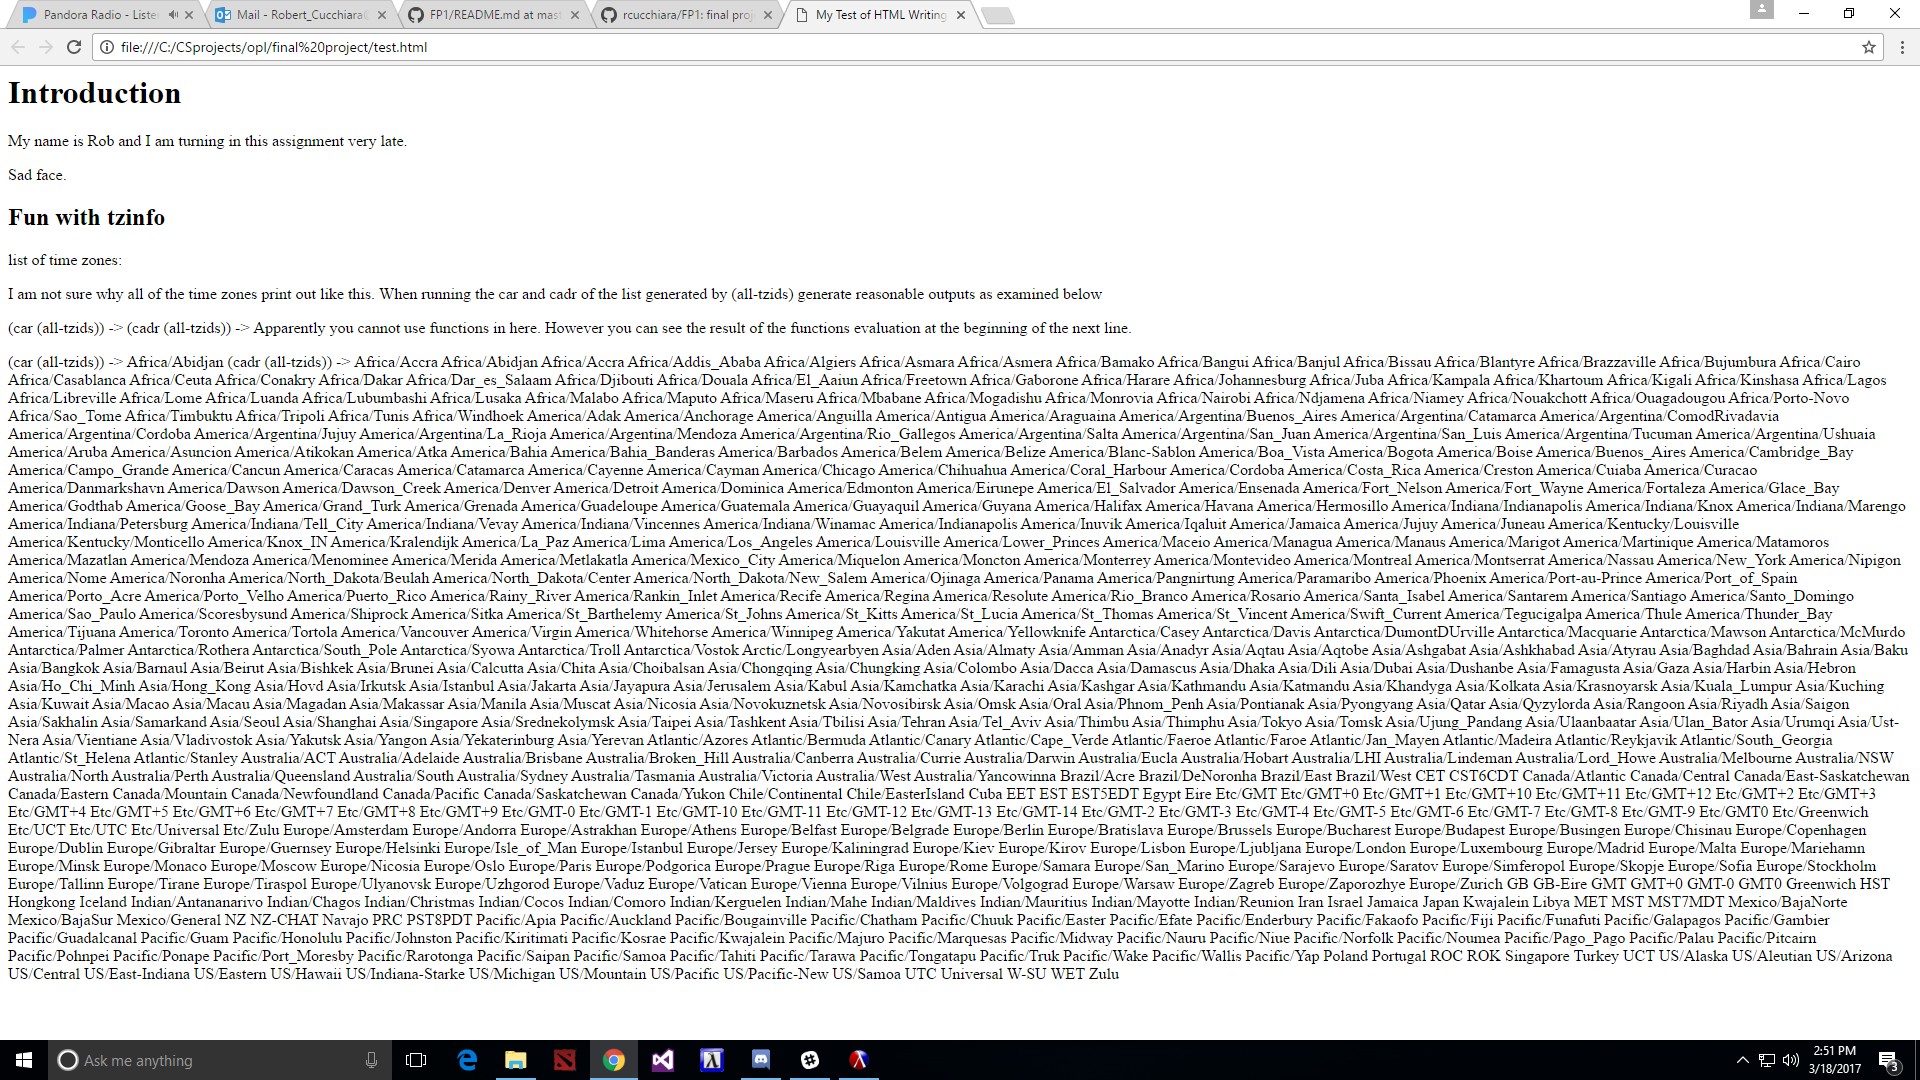 Pandora Radio - Liste
Mail - Robert_Cucchiara@
FP1/README.md at mast
rcucchiara/FP1: final proj
My Test of HTML Writing
file:///C:/CSprojects/opl/final%20project/test.html
Introduction
My name is Rob and I am turning in this assignment very late.
Sad face.
Fun with tzinfo
list of time zones:
I am not sure why all of the time zones print out like this. When running the car and cadr of the list generated by (all-tzids) generate reasonable outputs as examined below
(car (all-tzids)) -> (cadr (all-tzids)) -> Apparently you cannot use functions in here. However you can see the result of the functions evaluation at the beginning of the next line.
(car (all-tzids)) -> Africa/Abidjan (cadr (all-tzids)) -> Africa/Accra Africa/Abidjan Africa/Accra Africa/Addis_Ababa Africa/Algiers Africa/Asmara Africa/Asmera Africa/Bamako Africa/Bangui Africa/Banjul Africa/Bissau Africa/Blantyre Africa/Brazzaville Africa/Bujumbura Africa/Cairo
Africa/Casablanca Africa/Ceuta Africa/Conakry Africa/Dakar Africa/Dar_es_Salaam Africa/Djibouti Africa/Douala Africa/El_Aaiun Africa/Freetown Africa/Gaborone Africa/Harare Africa/Johannesburg Africa/Juba Africa/Kampala Africa/Khartoum Africa/Kigali Africa/Kinshasa Africa/Lagos
Africa/Libreville Africa/Lome Africa/Luanda Africa/Lubumbashi Africa/Lusaka Africa/Malabo Africa/Maputo Africa/Maseru Africa/Mbabane Africa/Mogadishu Africa/Monrovia Africa/Nairobi Africa/Ndjamena Africa/Niamey Africa/Nouakchott Africa/Ouagadougou Africa/Porto-Novo
Africa/Sao_Tome Africa/Timbuktu Africa/Tripoli Africa/Tunis Africa/Windhoek America/Adak America/Anchorage America/Anguilla America/Antigua America/Araguaina America/Argentina/Buenos_Aires America/Argentina/Catamarca America/Argentina/ComodRivadavia
America/Argentina/Cordoba America/Argentina/Jujuy America/Argentina/La_Rioja America/Argentina/Mendoza America/Argentina/Rio_Gallegos America/Argentina/Salta America/Argentina/San_Juan America/Argentina/San_Luis America/Argentina/Tucuman America/Argentina/Ushuaia
America/Aruba America/Asuncion America/Atikokan America/Atka America/Bahia America/Bahia_Banderas America/Barbados America/Belem America/Belize America/Blanc-Sablon America/Boa_Vista America/Bogota America/Boise America/Buenos_Aires America/Cambridge_Bay
America/Campo_Grande America/Cancun America/Caracas America/Catamarca America/Cayenne America/Cayman America/Chicago America/Chihuahua America/Coral_Harbour America/Cordoba America/Costa_Rica America/Creston America/Cuiaba America/Curacao
America/Danmarkshavn America/Dawson America/Dawson_Creek America/Denver America/Detroit America/Dominica America/Edmonton America/Eirunepe America/El_Salvador America/Ensenada America/Fort_Nelson America/Fort_Wayne America/Fortaleza America/Glace_Bay
America/Godthab America/Goose_Bay America/Grand_Turk America/Grenada America/Guadeloupe America/Guatemala America/Guayaquil America/Guyana America/Halifax America/Havana America/Hermosillo America/Indiana/Indianapolis America/Indiana/Knox America/Indiana/Marengo
America/Indiana/Petersburg America/Indiana/Tell_City America/Indiana/Vevay America/Indiana/Vincennes America/Indiana/Winamac America/Indianapolis America/Inuvik America/Iqaluit America/Jamaica America/Jujuy America/Juneau America/Kentucky/Louisville
America/Kentucky/Monticello America/Knox_IN America/Kralendijk America/La_Paz America/Lima America/Los_Angeles America/Louisville America/Lower_Princes America/Maceio America/Managua America/Manaus America/Marigot America/Martinique America/Matamoros
America/Mazatlan America/Mendoza America/Menominee America/Merida America/Metlakatla America/Mexico_City America/Miquelon America/Moncton America/Monterrey America/Montevideo America/Montreal America/Montserrat America/Nassau America/New_York America/Nipigon
America/Nome America/Noronha America/North_Dakota/Beulah America/North_Dakota/Center America/North_Dakota/New_Salem America/Ojinaga America/Panama America/Pangnirtung America/Paramaribo America/Phoenix America/Port-au-Prince America/Port_of_Spain
America/Porto_Acre America/Porto_Velho America/Puerto_Rico America/Rainy_River America/Rankin_Inlet America/Recife America/Regina America/Resolute America/Rio_Branco America/Rosario America/Santa_Isabel America/Santarem America/Santiago America/Santo_Domingo
America/Sao_Paulo America/Scoresbysund America/Shiprock America/Sitka America/St_Barthelemy America/St_Johns America/St_Kitts America/St_Lucia America/St_Thomas America/St_Vincent America/Swift_Current America/Tegucigalpa America/Thule America/Thunder_Bay
America/Tijuana America/Toronto America/Tortola America/Vancouver America/Virgin America/Whitehorse America/Winnipeg America/Yakutat America/Yellowknife Antarctica/Casey Antarctica/Davis Antarctica/DumontDUrville Antarctica/Macquarie Antarctica/Mawson Antarctica/McMurdo
Antarctica/Palmer Antarctica/Rothera Antarctica/South_Pole Antarctica/Syowa Antarctica/Troll Antarctica/Vostok Arctic/Longyearbyen Asia/Aden Asia/Almaty Asia/Amman Asia/Anadyr Asia/Aqtau Asia/Aqtobe Asia/Ashgabat Asia/Ashkhabad Asia/Atyrau Asia/Baghdad Asia/Bahrain Asia/Baku
Asia/Bangkok Asia/Barnaul Asia/Beirut Asia/Bishkek Asia/Brunei Asia/Calcutta Asia/Chita Asia/Choibalsan Asia/Chongqing Asia/Chungking Asia/Colombo Asia/Dacca Asia/Damascus Asia/Dhaka Asia/Dili Asia/Dubai Asia/Dushanbe Asia/Famagusta Asia/Gaza Asia/Harbin Asia/Hebron
Asia/Ho_Chi_Minh Asia/Hong_Kong Asia/Hovd Asia/Irkutsk Asia/Istanbul Asia/Jakarta Asia/Jayapura Asia/Jerusalem Asia/Kabul Asia/Kamchatka Asia/Karachi Asia/Kashgar Asia/Kathmandu Asia/Katmandu Asia/Khandyga Asia/Kolkata Asia/Krasnoyarsk Asia/Kuala_Lumpur Asia/Kuching
Asia/Kuwait Asia/Macao Asia/Macau Asia/Magadan Asia/Makassar Asia/Manila Asia/Muscat Asia/Nicosia Asia/Novokuznetsk Asia/Novosibirsk Asia/Omsk Asia/Oral Asia/Phnom_Penh Asia/Pontianak Asia/Pyongyang Asia/Qatar Asia/Qyzylorda Asia/Rangoon Asia/Riyadh Asia/Saigon
Asia/Sakhalin Asia/Samarkand Asia/Seoul Asia/Shanghai Asia/Singapore Asia/Srednekolymsk Asia/Taipei Asia/Tashkent Asia/Tbilisi Asia/Tehran Asia/Tel_Aviv Asia/Thimbu Asia/Thimphu Asia/Tokyo Asia/Tomsk Asia/Ujung_Pandang Asia/Ulaanbaatar Asia/Ulan_Bator Asia/Urumqi Asia/Ust-
Nera Asia/Vientiane Asia/Vladivostok Asia/Yakutsk Asia/Yangon Asia/Yekaterinburg Asia/Yerevan Atlantic/Azores Atlantic/Bermuda Atlantic/Canary Atlantic/Cape_Verde Atlantic/Faeroe Atlantic/Faroe Atlantic/Jan_Mayen Atlantic/Madeira Atlantic/Reykjavik Atlantic/South_Georgia
Atlantic/St_Helena Atlantic/Stanley Australia/ACT Australia/Adelaide Australia/Brisbane Australia/Broken_Hill Australia/Canberra Australia/Currie Australia/Darwin Australia/Eucla Australia/Hobart Australia/LHI Australia/Lindeman Australia/Lord_Howe Australia/Melbourne Australia/NSW
Australia/North Australia/Perth Australia/Queensland Australia/South Australia/Sydney Australia/Tasmania Australia/Victoria Australia/West Australia/Yancowinna Brazil/Acre Brazil/DeNoronha Brazil/East Brazil/West CET CST6CDT Canada/Atlantic Canada/Central Canada/East-Saskatchewan
Canada/Eastern Canada/Mountain Canada/Newfoundland Canada/Pacific Canada/Saskatchewan Canada/Yukon Chile/Continental Chile/EasterIsland Cuba EET EST EST5EDT Egypt Eire Etc/GMT Etc/GMT+0 Etc/GMT+1 Etc/GMT+10 Etc/GMT+11 Etc/GMT+12 Etc/GMT+2 Etc/GMT+3
Etc/GMT+4 Etc/GMT+5 Etc/GMT+6 Etc/GMT+7 Etc/GMT+8 Etc/GMT+9 Etc/GMT-0 Etc/GMT-1 Etc/GMT-10 Etc/GMT-11 Etc/GMT-12 Etc/GMT-13 Etc/GMT-14 Etc/GMT-2 Etc/GMT-3 Etc/GMT-4 Etc/GMT-5 Etc/GMT-6 Etc/GMT-7 Etc/GMT-8 Etc/GMT-9 Etc/GMT0 Etc/Greenwich
Etc/UCT Etc/UTC Etc/Universal Etc/Zulu Europe/Amsterdam Europe/Andorra Europe/Astrakhan Europe/Athens Europe/Belfast Europe/Belgrade Europe/Berlin Europe/Bratislava Europe/Brussels Europe/Bucharest Europe/Budapest Europe/Busingen Europe/Chisinau Europe/Copenhagen
Europe/Dublin Europe/Gibraltar Europe/Guernsey Europe/Helsinki Europe/Isle_of_Man Europe/Istanbul Europe/Jersey Europe/Kaliningrad Europe/Kiev Europe/Kirov Europe/Lisbon Europe/Ljubljana Europe/London Europe/Luxembourg Europe/Madrid Europe/Malta Europe/Mariehamn
Europe/Minsk Europe/Monaco Europe/Moscow Europe/Nicosia Europe/Oslo Europe/Paris Europe/Podgorica Europe/Prague Europe/Riga Europe/Rome Europe/Samara Europe/San_Marino Europe/Sarajevo Europe/Saratov Europe/Simferopol Europe/Skopje Europe/Sofia Europe/Stockholm
Europe/Tallinn Europe/Tirane Europe/Tiraspol Europe/Ulyanovsk Europe/Uzhgorod Europe/Vaduz Europe/Vatican Europe/Vienna Europe/Vilnius Europe/Volgograd Europe/Warsaw Europe/Zagreb Europe/Zaporozhye Europe/Zurich GB GB-Eire GMT GMT+0 GMT-0 GMT0 Greenwich HST
Hongkong Iceland Indian/Antananarivo Indian/Chagos Indian/Christmas Indian/Cocos Indian/Comoro Indian/Kerguelen Indian/Mahe Indian/Maldives Indian/Mauritius Indian/Mayotte Indian/Reunion Iran Israel Jamaica Japan Kwajalein Libya MET MST MST7MDT Mexico/BajaNorte
Mexico/BajaSur Mexico/General NZ NZ-CHAT Navajo PRC PST8PDT Pacific/Apia Pacific/Auckland Pacific/Bougainville Pacific/Chatham Pacific/Chuuk Pacific/Easter Pacific/Efate Pacific/Enderbury Pacific/Fakaofo Pacific/Fiji Pacific/Funafuti Pacific/Galapagos Pacific/Gambier
Pacific/Guadalcanal Pacific/Guam Pacific/Honolulu Pacific/Johnston Pacific/Kiritimati Pacific/Kosrae Pacific/Kwajalein Pacific/Majuro Pacific/Marquesas Pacific/Midway Pacific/Nauru Pacific/Niue Pacific/Norfolk Pacific/Noumea Pacific/Pago_Pago Pacific/Palau Pacific/Pitcairn
Pacific/Pohnpei Pacific/Ponape Pacific/Port_Moresby Pacific/Rarotonga Pacific/Saipan Pacific/Samoa Pacific/Tahiti Pacific/Tarawa Pacific/Tongatapu Pacific/Truk Pacific/Wake Pacific/Wallis Pacific/Yap Poland Portugal ROC ROK Singapore Turkey UCT US/Alaska US/Aleutian US/Arizona
US/Central US/East-Indiana US/Eastern US/Hawaii US/Indiana-Starke US/Michigan US/Mountain US/Pacific US/Pacific-New US/Samoa UTC Universal W-SU WET Zulu
Ask me anything
2:51 PM
3/18/2017
3